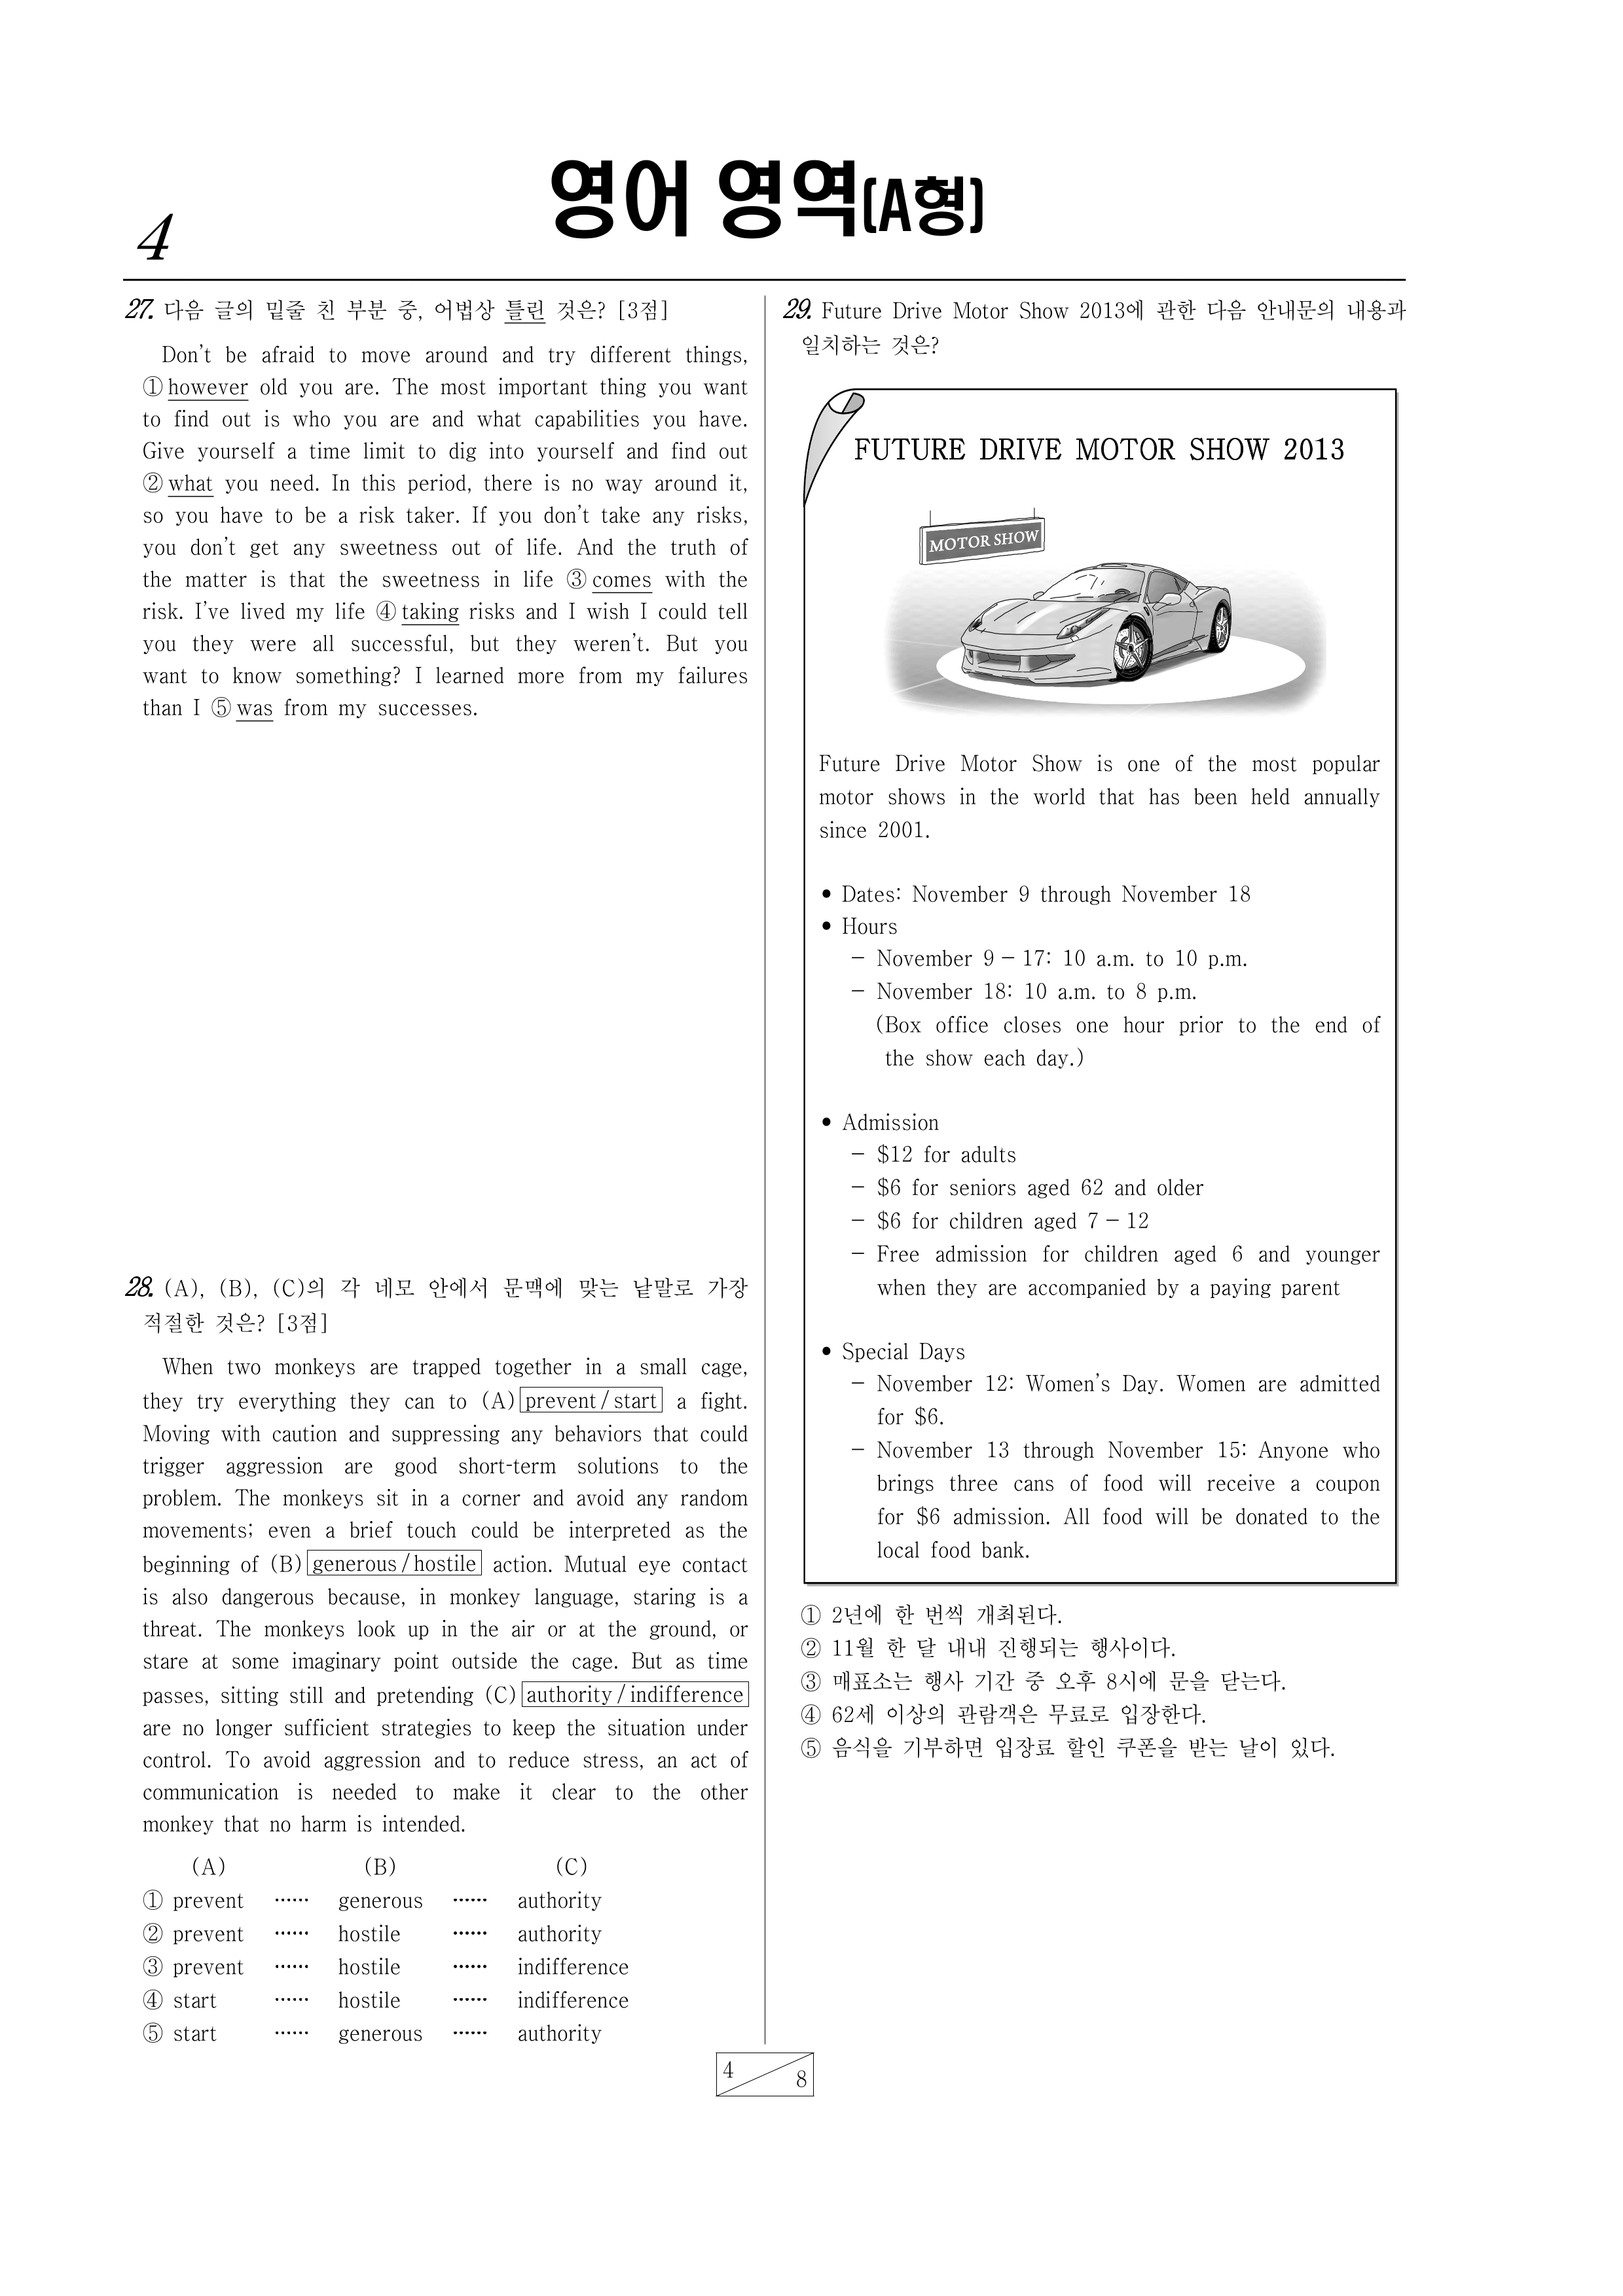 영어 영역(A형)
4
27. 다음 글의 밑줄 친 부분 중, 어법상 틀린 것은? [3점]
Don't be afraid to move around and try different things,
① however old you are. The most important thing you want
to find out is who you are and what capabilities you have.
Give yourself a time limit to dig into yourself and find out
② what you need. In this period, there is no way around it,
so you have to be a risk taker. If you don't take any risks,
you don't get any sweetness out of life. And the truth of
the matter is that the sweetness in life ③ comes with the
risk. I've lived my life ④ taking risks and I wish I could tell
you they were all successful, but they weren't. But you
want to know something? I learned more from my failures
than I ⑤ was from my successes.
28. (A), (B), (C)의 각 네모 안에서 문맥에 맞는 낱말로 가장
적절한 것은? [3점]
When two monkeys are trapped together in a small cage,
they try everything they can to (A) prevent / start a fight.
Moving with caution and suppressing any behaviors that could
trigger aggression are good short-term solutions to the
problem. The monkeys sit in a corner and avoid any random
movements; even a brief touch could be interpreted as the
beginning of (B) generous / hostile action. Mutual eye contact
is also dangerous because, in monkey language, staring is a
threat. The monkeys look up in the air or at the ground, or
stare at some imaginary point outside the cage. But as time
passes, sitting still and pretending (C) authority / indifference
are no longer sufficient strategies to keep the situation under
control. To avoid aggression and to reduce stress, an act of
communication is needed to make it clear to the other
monkey that no harm is intended.
(A) (B) (C)
① prevent ······ generous ······ authority
② prevent ······ hostile ······ authority
③ prevent ······ hostile ······ indifference
④ start ······ hostile ······ indifference
⑤ start ······ generous ······ authority
29. Future Drive Motor Show 2013에 관한 다음 안내문의 내용과
일치하는 것은?
FUTURE DRIVE MOTOR SHOW 2013
MOTOR SHOW
Future Drive Motor Show is one of the most popular
motor shows in the world that has been held annually
since 2001.
• Dates: November 9 through November 18
• Hours
- November 9 - 17: 10 a.m. to 10 p.m.
- November 18: 10 a.m. to 8 p.m.
(Box office closes one hour prior to the end of
the show each day.)
• Admission
- $12 for adults
- $6 for seniors aged 62 and older
- $6 for children aged 7 - 12
- Free admission for children aged 6 and younger
when they are accompanied by a paying parent
• Special Days
- November 12: Women's Day. Women are admitted
for $6.
- November 13 through November 15: Anyone who
brings three cans of food will receive a coupon
for $6 admission. All food will be donated to the
local food bank.
① 2년에 한 번씩 개최된다.
② 11월 한 달 내내 진행되는 행사이다.
③ 매표소는 행사 기간 중 오후 8시에 문을 닫는다.
④ 62세 이상의 관람객은 무료로 입장한다.
⑤ 음식을 기부하면 입장료 할인 쿠폰을 받는 날이 있다.
4
8